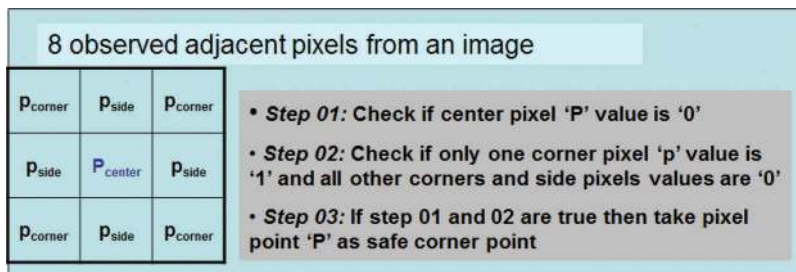 8 observed adjacent pixels from an image
pcorner pside pcorner
pside Pcenter pside
pcorner pside pcorner
• Step 01: Check if center pixel ‘P’ value is ‘0’
• Step 02: Check if only one corner pixel ‘p’ value is
‘1’ and all other corners and side pixels values are ‘0’
• Step 03: If step 01 and 02 are true then take pixel
point ‘P’ as safe corner point